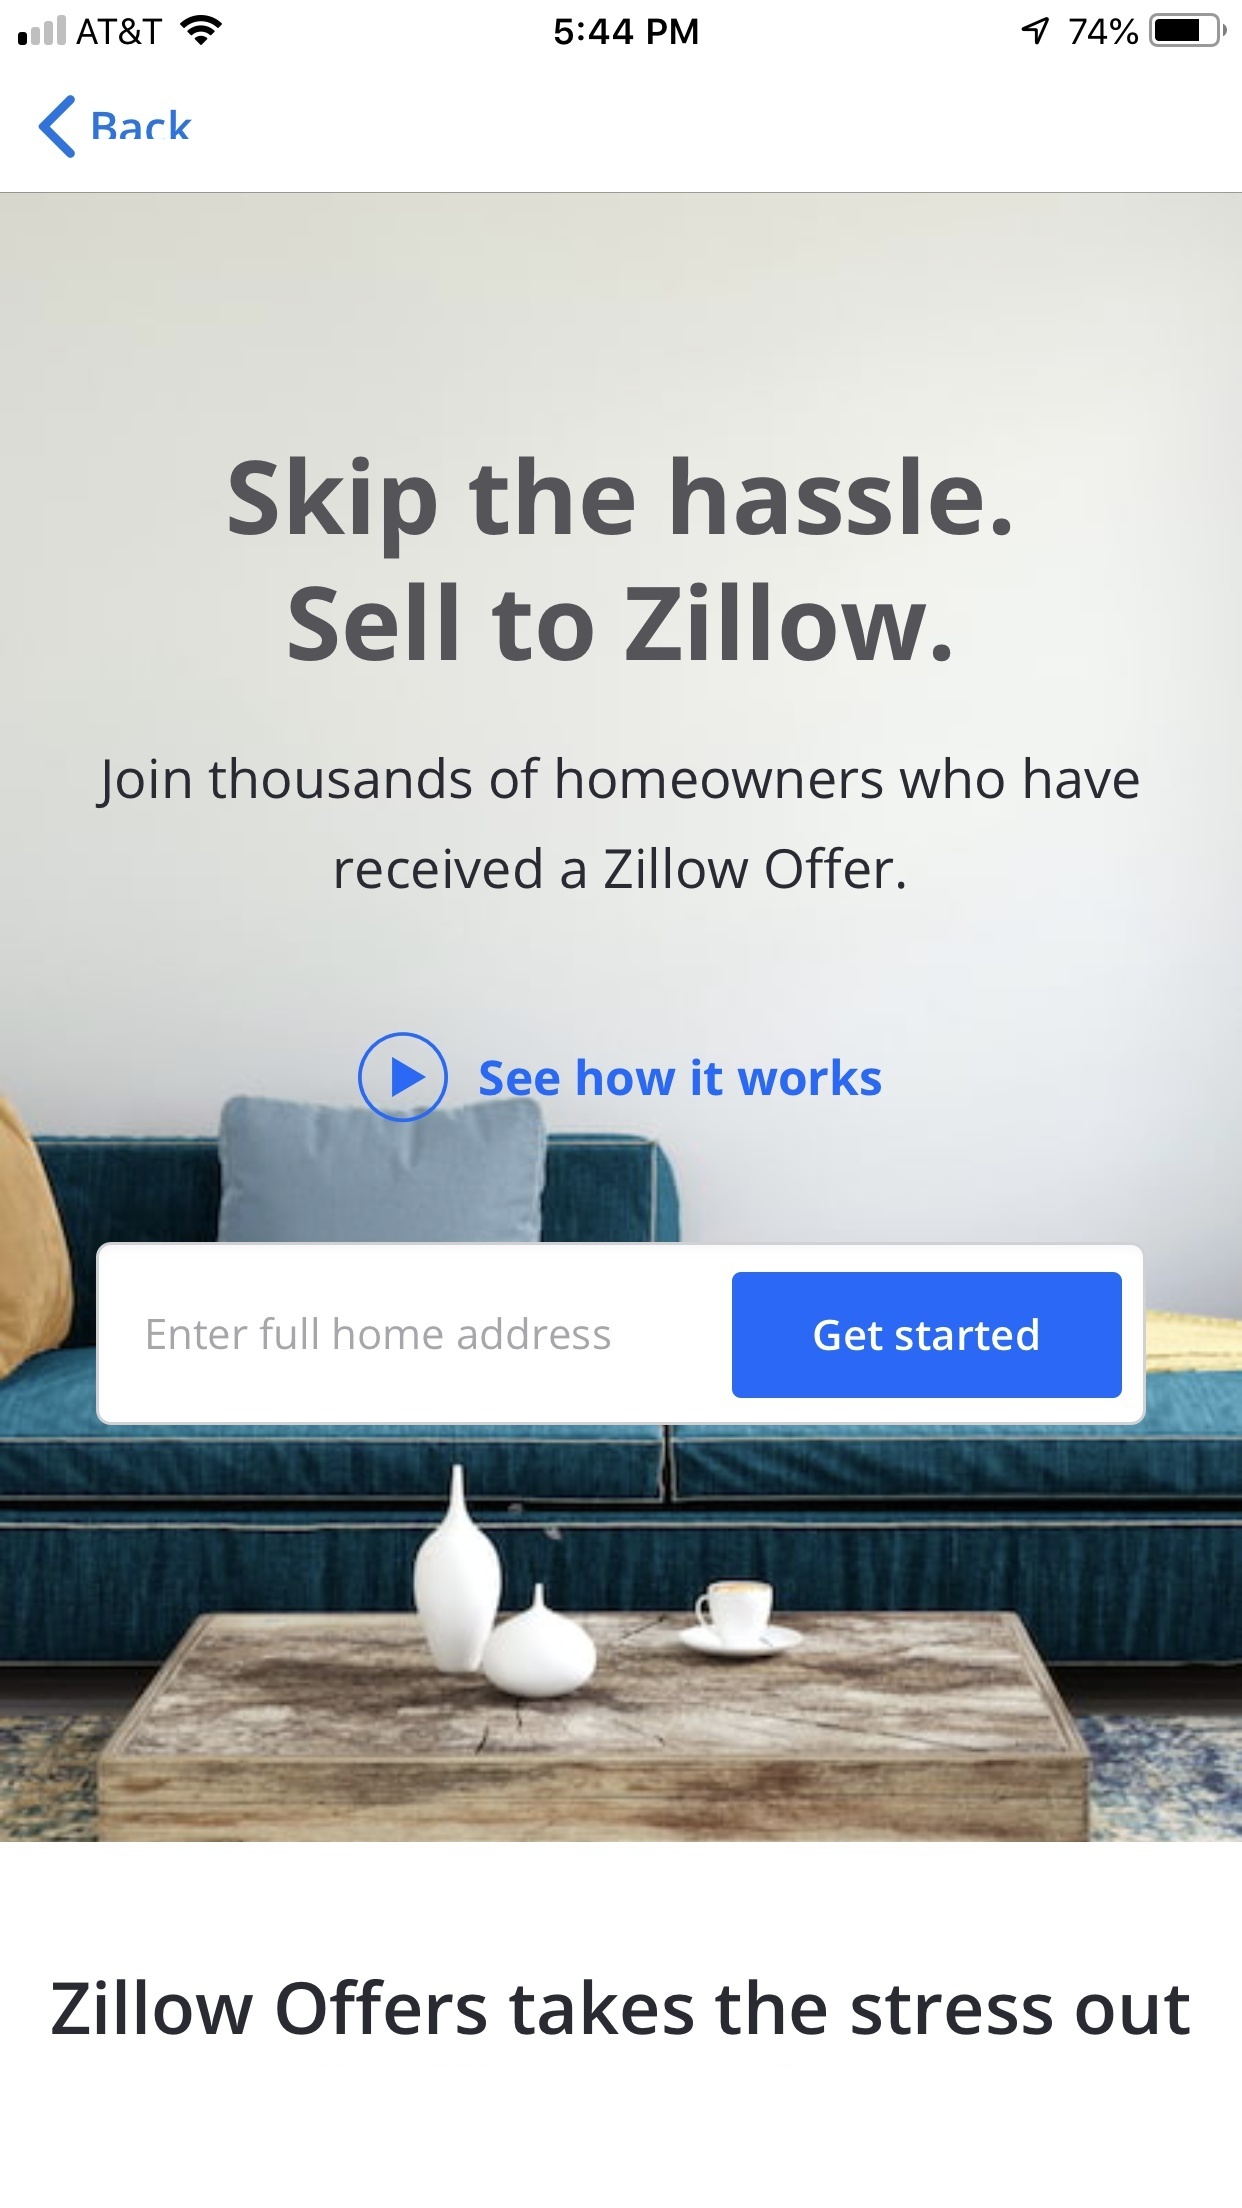 AT&T 5:44 PM 74%
Back
Skip the hassle.
Sell to Zillow.
Join thousands of homeowners who have
received a Zillow Offer.
See how it works
Enter full home address Get started
Zillow Offers takes the stress out